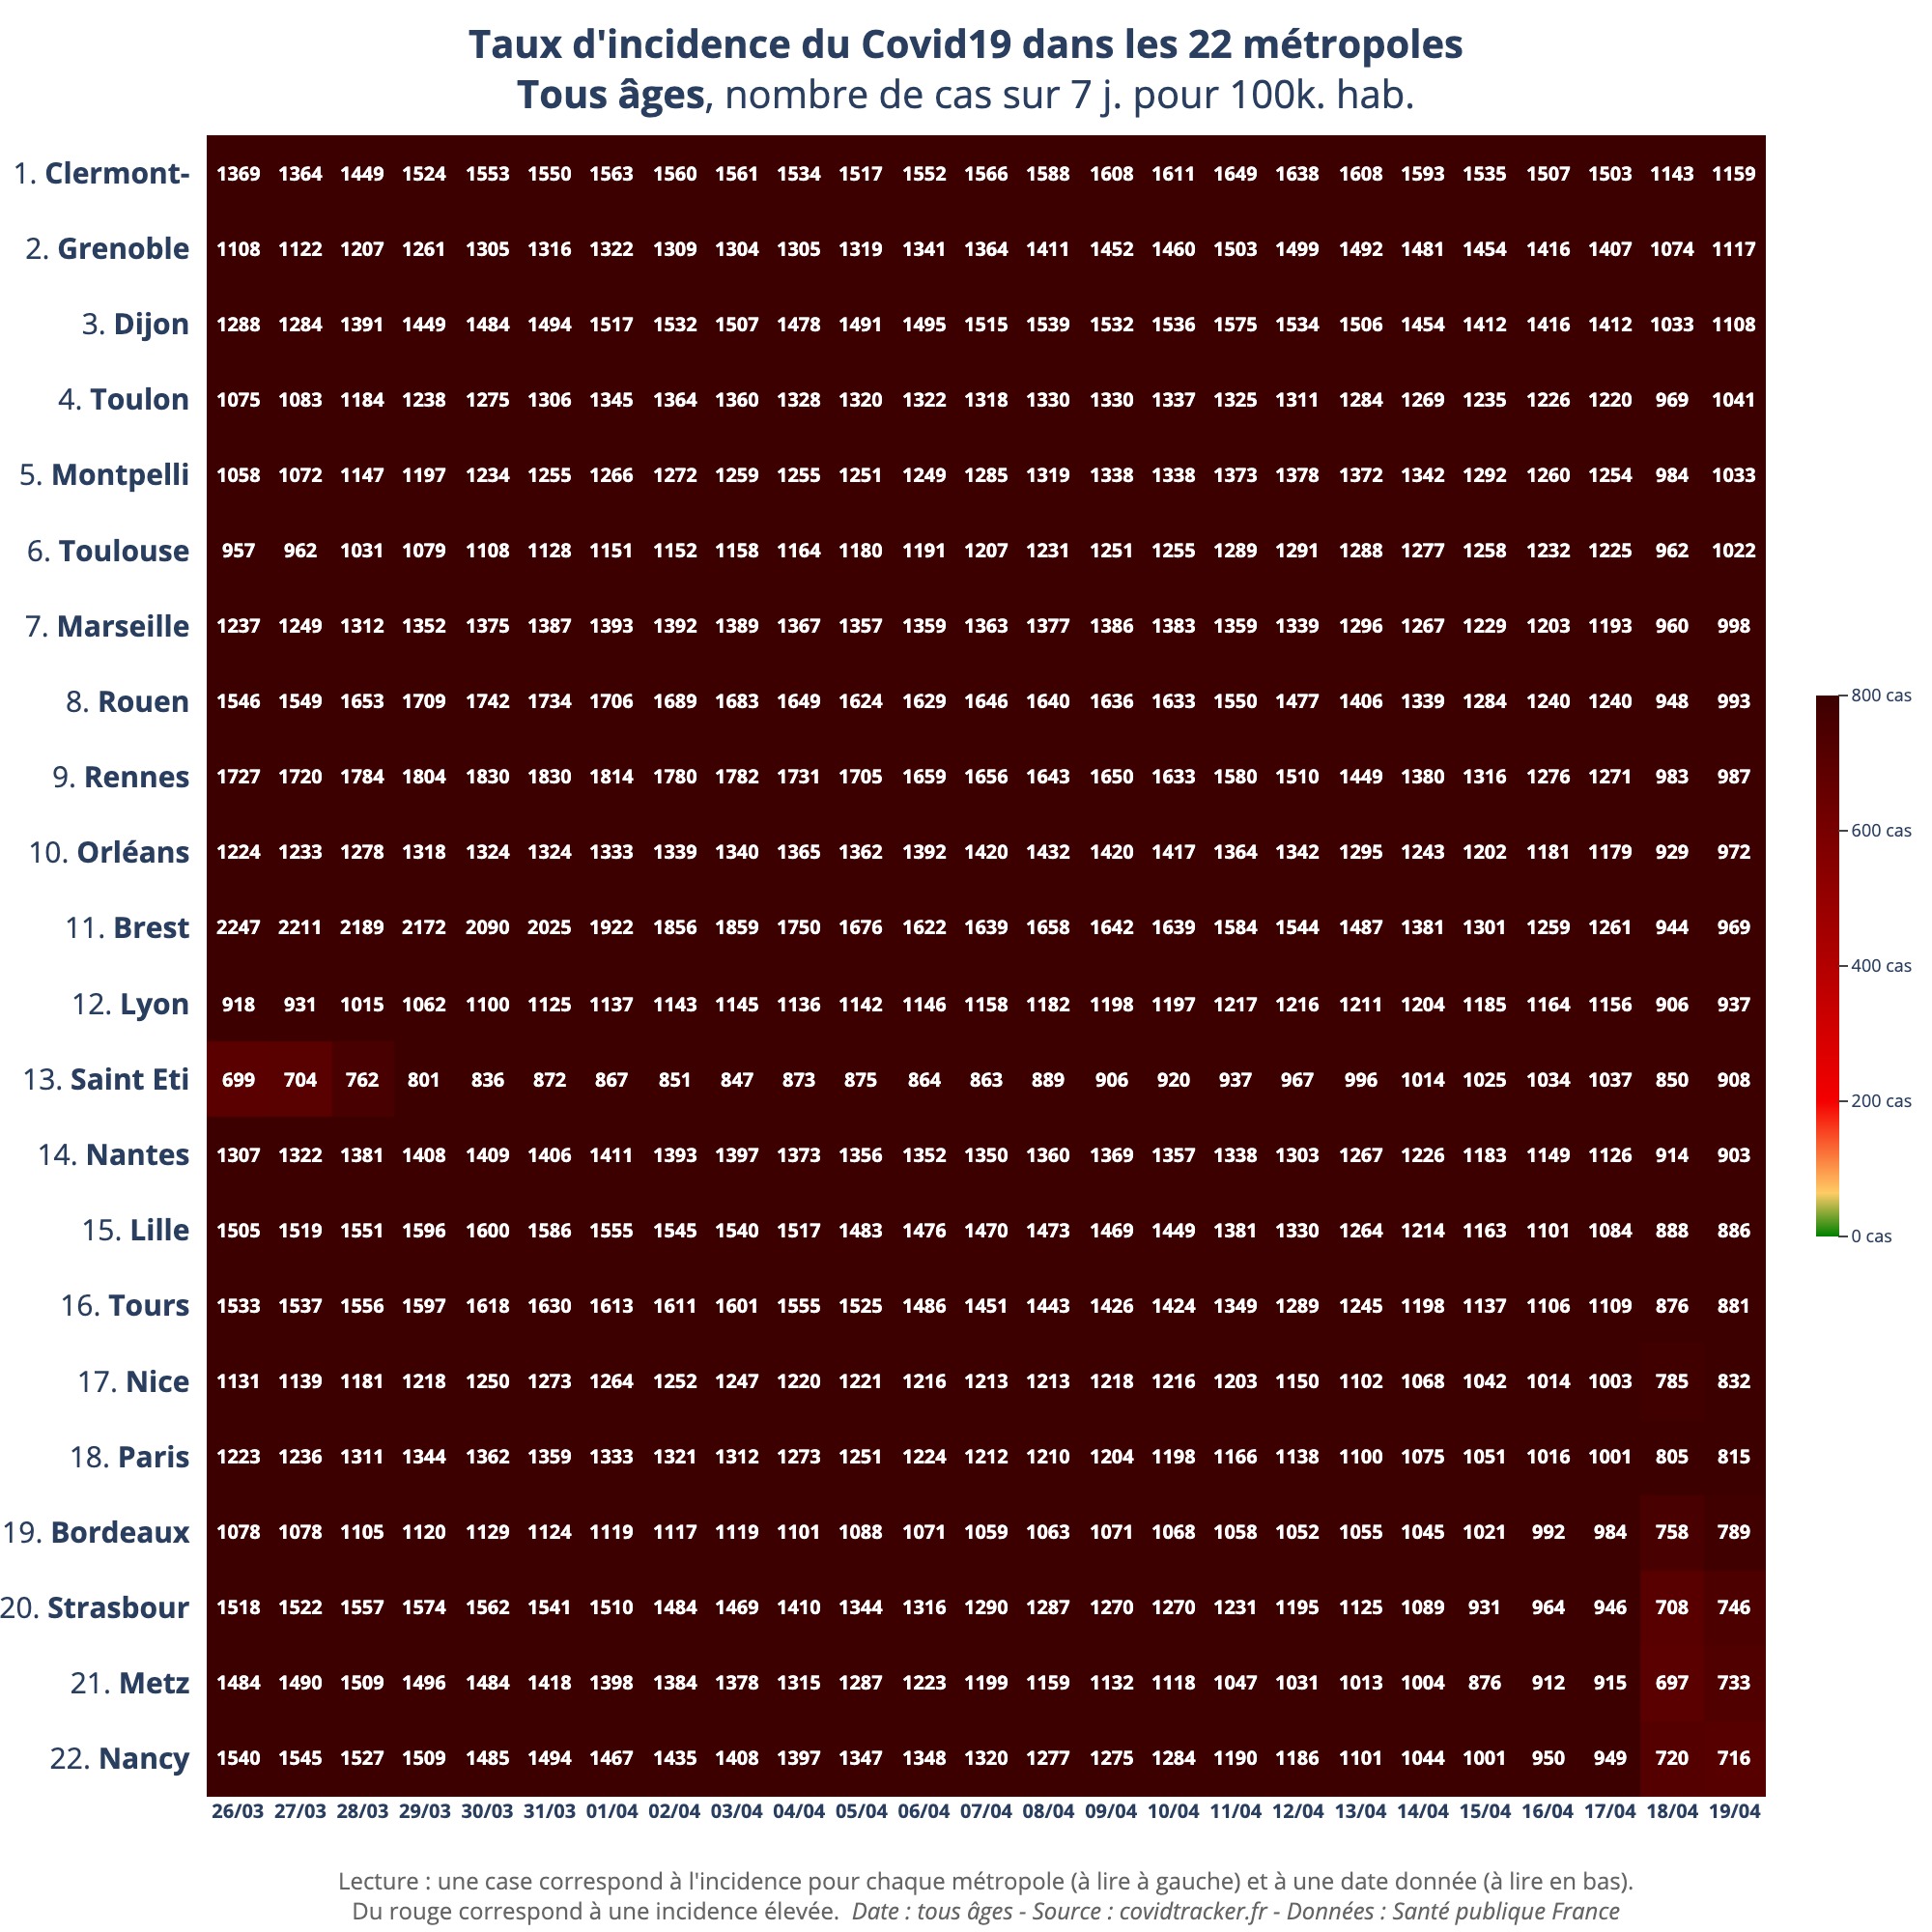 Taux d'incidence du Covid19 dans les 22 métropoles
Tous âges, nombre de cas sur 7 j. pour 100k. hab.
1. Clermont- 1369 1364 1449 1524 1553 1550 1563 1560 1561 1534 1517 1552 1566 1588 1608 1611 1649 1638 1608 1593 1535 1507 1503 1143 1159
2. Grenoble 1108 1122 1207 1261 1305 1316 1322 1309 1304 1305 1319 1341 1364 1411 1452 1460 1503 1499 1492 1481 1454 1416 1407 1074 1117
3. Dijon 1288 1284 1391 1449 1484 1494 1517 1532 1507 1478 1491 1495 1515 1539 1532 1536 1575 1534 1506 1454 1412 1416 1412 1033 1108
4. Toulon 1075 1083 1184 1238 1275 1306 1345 1364 1360 1328 1320 1322 1318 1330 1330 1337 1325 1311 1284 1269 1235 1226 1220 969 1041
5. Montpelli 1058 1072 1147 1197 1234 1255 1266 1272 1259 1255 1251 1249 1285 1319 1338 1338 1373 1378 1372 1342 1292 1260 1254 984 1033
6. Toulouse 957 962 1031 1079 1108 1128 1151 1152 1158 1164 1180 1191 1207 1231 1251 1255 1289 1291 1288 1277 1258 1232 1225 962 1022
7. Marseille 1237 1249 1312 1352 1375 1387 1393 1392 1389 1367 1357 1359 1363 1377 1386 1383 1359 1339 1296 1267 1229 1203 1193 960 998
8. Rouen 1546 1549 1653 1709 1742 1734 1706 1689 1683 1649 1624 1629 1646 1640 1636 1633 1550 1477 1406 1339 1284 1240 1240 948 993
800 cas
9. Rennes 1727 1720 1784 1804 1830 1830 1814 1780 1782 1731 1705 1659 1656 1643 1650 1633 1580 1510 1449 1380 1316 1276 1271 983 987
600 cas
10. Orléans 1224 1233 1278 1318 1324 1324 1333 1339 1340 1365 1362 1392 1420 1432 1420 1417 1364 1342 1295 1243 1202 1181 1179 929 972
11. Brest 2247 2211 2189 2172 2090 2025 1922 1856 1859 1750 1676 1622 1639 1658 1642 1639 1584 1544 1487 1381 1301 1259 1261 944 969
400 cas
12. Lyon 918 931 1015 1062 1100 1125 1137 1143 1145 1136 1142 1146 1158 1182 1198 1197 1217 1216 1211 1204 1185 1164 1156 906 937
13. Saint Eti 699 704 762 801 836 872 867 851 847 873 875 864 863 889 906 920 937 967 996 1014 1025 1034 1037 850 908
200 cas
14. Nantes 1307 1322 1381 1408 1409 1406 1411 1393 1397 1373 1356 1352 1350 1360 1369 1357 1338 1303 1267 1226 1183 1149 1126 914 903
15. Lille 1505 1519 1551 1596 1600 1586 1555 1545 1540 1517 1483 1476 1470 1473 1469 1449 1381 1330 1264 1214 1163 1101 1084 888 886
0 cas
16. Tours 1533 1537 1556 1597 1618 1630 1613 1611 1601 1555 1525 1486 1451 1443 1426 1424 1349 1289 1245 1198 1137 1106 1109 876 881
17. Nice 1131 1139 1181 1218 1250 1273 1264 1252 1247 1220 1221 1216 1213 1213 1218 1216 1203 1150 1102 1068 1042 1014 1003 785 832
18. Paris 1223 1236 1311 1344 1362 1359 1333 1321 1312 1273 1251 1224 1212 1210 1204 1198 1166 1138 1100 1075 1051 1016 1001 805 815
19. Bordeaux 1078 1078 1105 1120 1129 1124 1119 1117 1119 1101 1088 1071 1059 1063 1071 1068 1058 1052 1055 1045 1021 992 984 758 789
20. Strasbour 1518 1522 1557 1574 1562 1541 1510 1484 1469 1410 1344 1316 1290 1287 1270 1270 1231 1195 1125 1089 931 964 946 708 746
21. Metz 1484 1490 1509 1496 1484 1418 1398 1384 1378 1315 1287 1223 1199 1159 1132 1118 1047 1031 1013 1004 876 912 915 697 733
22. Nancy 1540 1545 1527 1509 1485 1494 1467 1435 1408 1397 1347 1348 1320 1277 1275 1284 1190 1186 1101 1044 1001 950 949 720 716
26/03 27/03 28/03 29/03 30/03 31/03 01/04 02/04 03/04 04/04 05/04 06/04 07/04 08/04 09/04 10/04 11/04 12/04 13/04 14/04 15/04 16/04 17/04 18/04 19/04
Lecture : une case correspond à l'incidence pour chaque métropole (à lire à gauche) et à une date donnée (à lire en bas).
Du rouge correspond à une incidence élevée. Date : tous âges - Source : covidtracker.fr - Données : Santé publique France